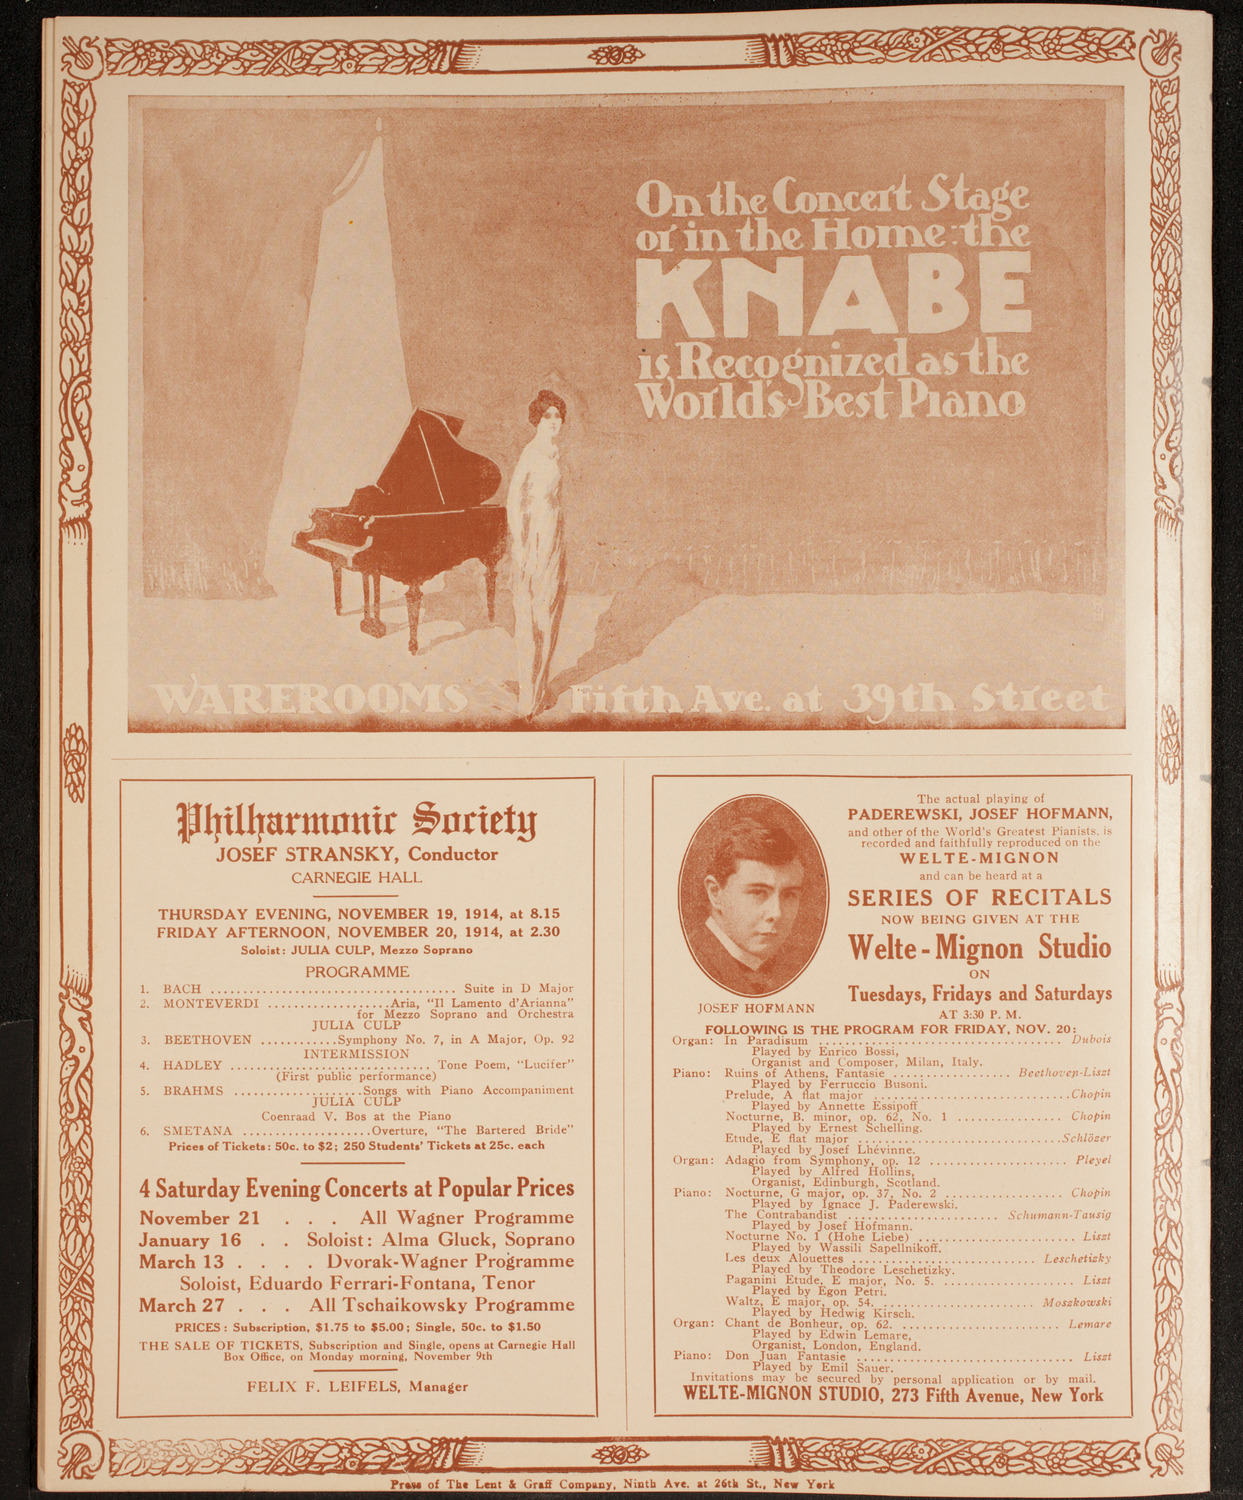 On the Concert Stage
or in the Home: the
KNABE
is Recognized as the
World's Best Piano
WAREROOMS Fifth Ave. at 39th Street
Philharmonic Society
JOSEF STRANSKY, Conductor
CARNEGIE HALL
THURSDAY EVENING, NOVEMBER 19, 1914, at 8.15
FRIDAY AFTERNOON, NOVEMBER 20, 1914, at 2.30
Soloist: JULIA CULP, Mezzo Soprano
PROGRAMME
1. BACH .................................... Suite in D Major
2. MONTEVERDI ..................Aria, "Il Lamento d'Arianna"
for Mezzo Soprano and Orchestra
JULIA CULP
3. BEETHOVEN ...........Symphony No. 7, in A Major, Op. 92
INTERMISSION
4. HADLEY ............................. Tone Poem, "Lucifer"
(First public performance)
5. BRAHMS ...................Songs with Piano Accompaniment
JULIA CULP
Coenraad V. Bos at the Piano
6. SMETANA ...................Overture, "The Bartered Bride"
Prices of Tickets: 50c. to $2; 250 Students' Tickets at 25c. each
4 Saturday Evening Concerts at Popular Prices
November 21 . . . All Wagner Programme
January 16 . . Soloist: Alma Gluck, Soprano
March 13 . . . . Dvorak-Wagner Programme
Soloist, Eduardo Ferrari-Fontana, Tenor
March 27 . . . All Tschaikowsky Programme
PRICES: Subscription, $1.75 to $5.00; Single, 50c. to $1.50
THE SALE OF TICKETS, Subscription and Single, opens at Carnegie Hall
Box Office, on Monday morning, November 9th
FELIX F. LEIFELS, Manager
JOSEF HOFMANN
The actual playing of
PADEREWSKI, JOSEF HOFMANN,
and other of the World's Greatest Pianists, is
recorded and faithfully reproduced on the
WELTE-MIGNON
and can be heard at a
SERIES OF RECITALS
NOW BEING GIVEN AT THE
Welte-Mignon Studio
ON
Tuesdays, Fridays and Saturdays
AT 3:30 P. M.
FOLLOWING IS THE PROGRAM FOR FRIDAY, NOV. 20:
Organ: In Paradisum .................................... Dubois
Played by Enrico Bossi,
Organist and Composer, Milan, Italy.
Piano: Ruins of Athens, Fantasie ................. Beethoven-Liszt
Played by Ferruccio Busoni.
Prelude, A flat major .............................Chopin
Played by Annette Essipoff
Nocturne, B. minor, op. 62, No. 1 ................. Chopin
Played by Ernest Schelling.
Etude, E flat major ..............................Schlözer
Played by Josef Lhévinne.
Organ: Adagio from Symphony, op. 12 .................... Pleyel
Played by Alfred Hollins,
Organist, Edinburgh, Scotland.
Piano: Nocturne, G major, op. 37, No. 2 ................. Chopin
Played by Ignace J. Paderewski.
The Contrabandist ...................... Schumann-Tausig
Played by Josef Hofmann.
Nocturne No. 1 (Hohe Liebe) ....................... Liszt
Played by Wassili Sapellnikoff.
Les deux Alouettes .......................... Leschetizky
Played by Theodore Leschetizky.
Paganini Etude, E major, No. 5. ..................... Liszt
Played by Egon Petri.
Waltz, E major, op. 54. ....................... Moszkowski
Played by Hedwig Kirsch.
Organ: Chant de Bonheur, op. 62. ....................... Lemare
Played by Edwin Lemare,
Organist, London, England.
Piano: Don Juan Fantasie ................................. Liszt
Played by Emil Sauer.
Invitations may be secured by personal application or by mail.
WELTE-MIGNON STUDIO, 273 Fifth Avenue, New York
Press of The Lent & Graff Company, Ninth Ave. at 26th St., New York